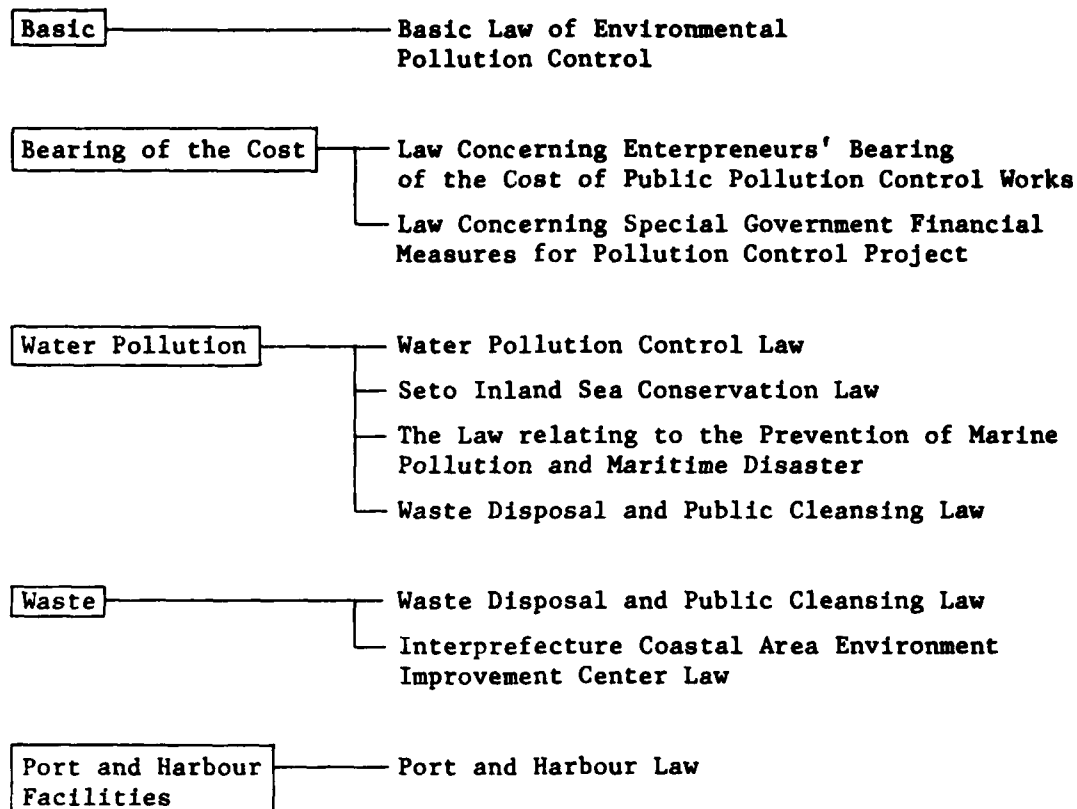 Basic
Basic Law of Environmental
Pollution Control
Bearing of the Cost
Law Concerning Enterpreneurs' Bearing
of the Cost of Public Pollution Control Works
Law Concerning Special Government Financial
Measures for Pollution Control Project
Water Pollution
Water Pollution Control Law
Seto Inland Sea Conservation Law
The Law relating to the Prevention of Marine
Pollution and Maritime Disaster
Waste Disposal and Public Cleansing Law
Waste
Waste Disposal and Public Cleansing Law
Interprefecture Coastal Area Environment
Improvement Center Law
Port and Harbour
Facilities
Port and Harbour Law